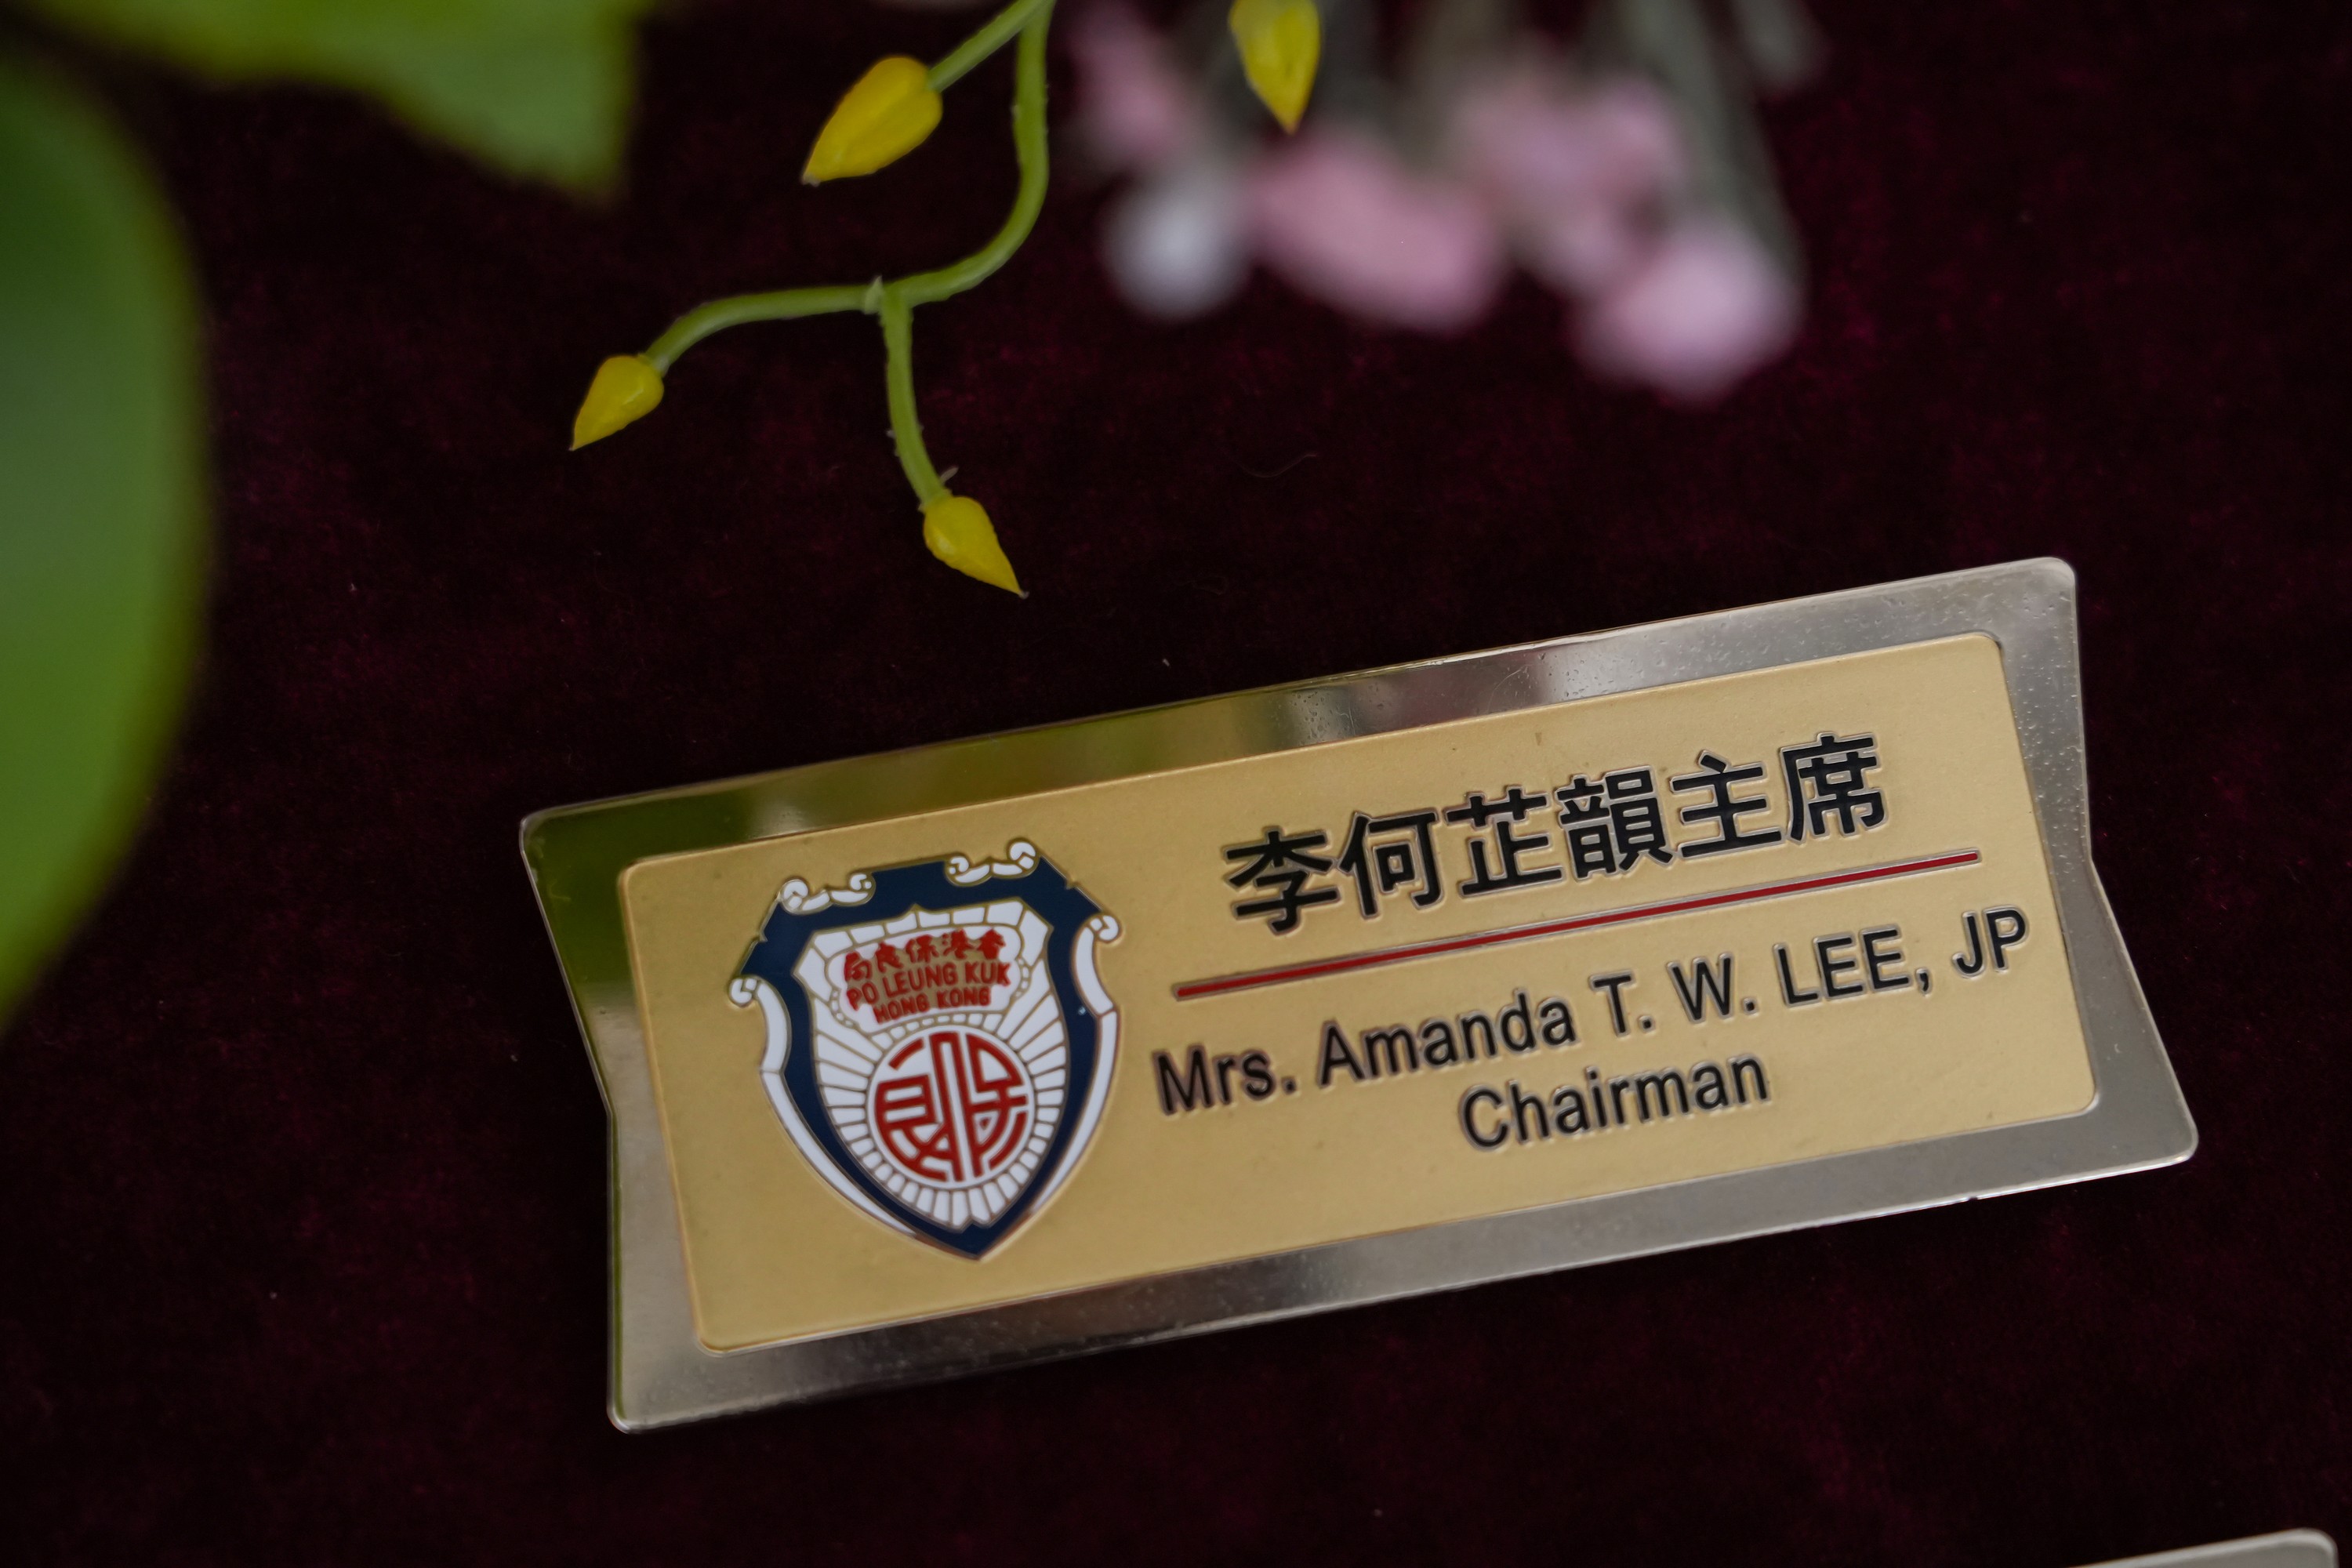 香港保良局
PO LEUNG KUK
HONG KONG
李何芷韻主席
Mrs. Amanda T. W. LEE, JP
Chairman